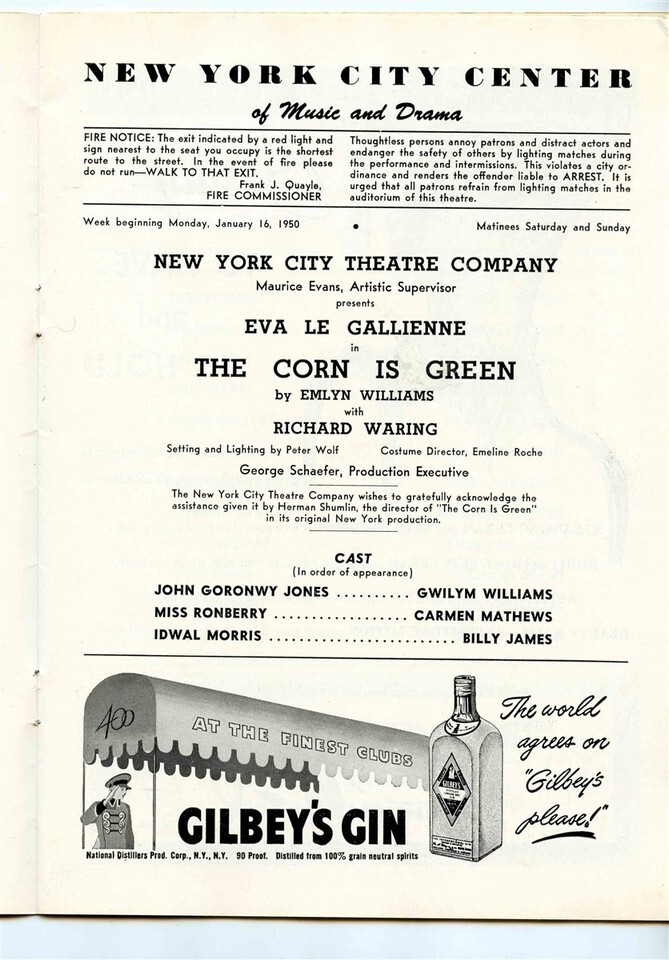 NEW YORK CITY CENTER
of Music and Drama
FIRE NOTICE: The exit indicated by a red light and
sign nearest to the seat you occupy is the shortest
route to the street. In the event of fire please
do not run—WALK TO THAT EXIT.
Frank J. Quayle,
FIRE COMMISSIONER
Thoughtless persons annoy patrons and distract actors and
endanger the safety of others by lighting matches during
the performance and intermissions. This violates a city or-
dinance and renders the offender liable to ARREST. It is
urged that all patrons refrain from lighting matches in the
auditorium of this theatre.
Week beginning Monday, January 16, 1950 • Matinees Saturday and Sunday
NEW YORK CITY THEATRE COMPANY
Maurice Evans, Artistic Supervisor
presents
EVA LE GALLIENNE
in
THE CORN IS GREEN
by EMLYN WILLIAMS
with
RICHARD WARING
Setting and Lighting by Peter Wolf Costume Director, Emeline Roche
George Schaefer, Production Executive
The New York City Theatre Company wishes to gratefully acknowledge the
assistance given it by Herman Shumlin, the director of "The Corn Is Green"
in its original New York production.
CAST
(In order of appearance)
JOHN GORONWY JONES .......... GWILYM WILLIAMS
MISS RONBERRY .................. CARMEN MATHEWS
IDWAL MORRIS ..................... BILLY JAMES
400
AT THE FINEST CLUBS
GILBEY'S GIN
National Distillers Prod. Corp., N.Y., N.Y. 90 Proof. Distilled from 100% grain neutral spirits
GILBEY'S
The world
agrees on
"Gilbey's
please!"